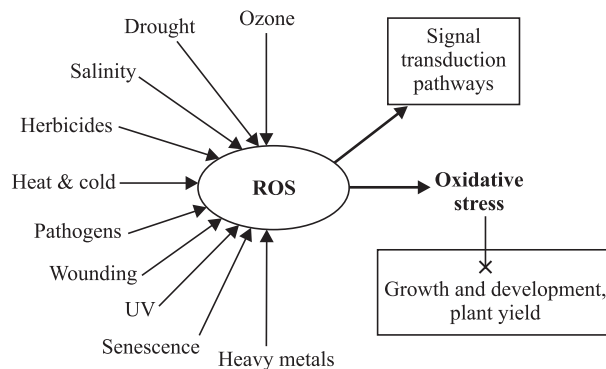 Ozone
Drought
Salinity
Herbicides
Heat & cold
Pathogens
Wounding
UV
Senescence
Heavy metals
ROS
Signal
transduction
pathways
Oxidative
stress
Growth and development,
plant yield